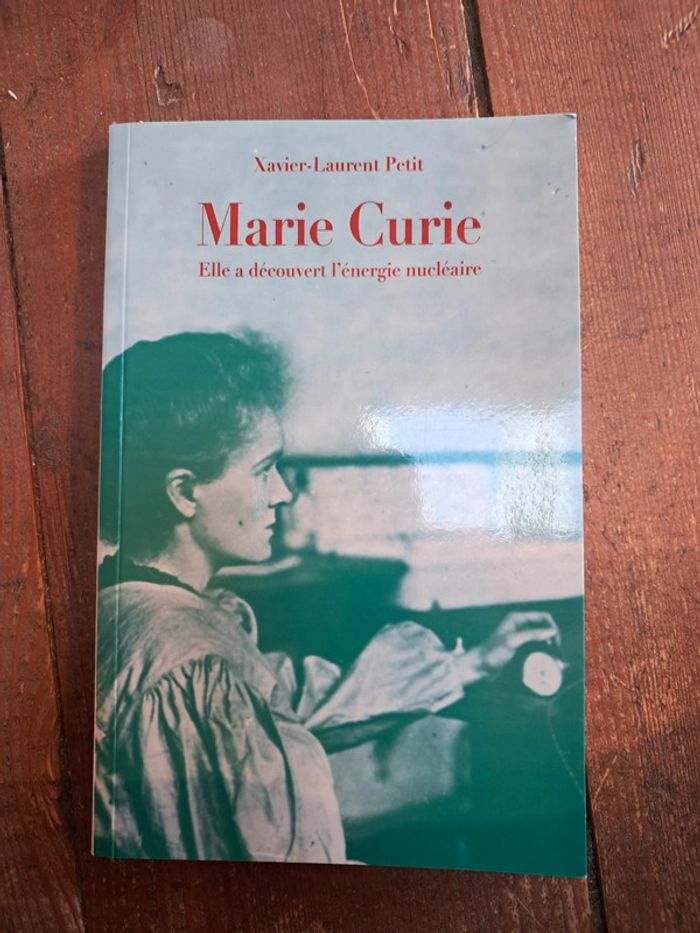 Xavier-Laurent Petit
Marie Curie
Elle a découvert l'énergie nucléaire